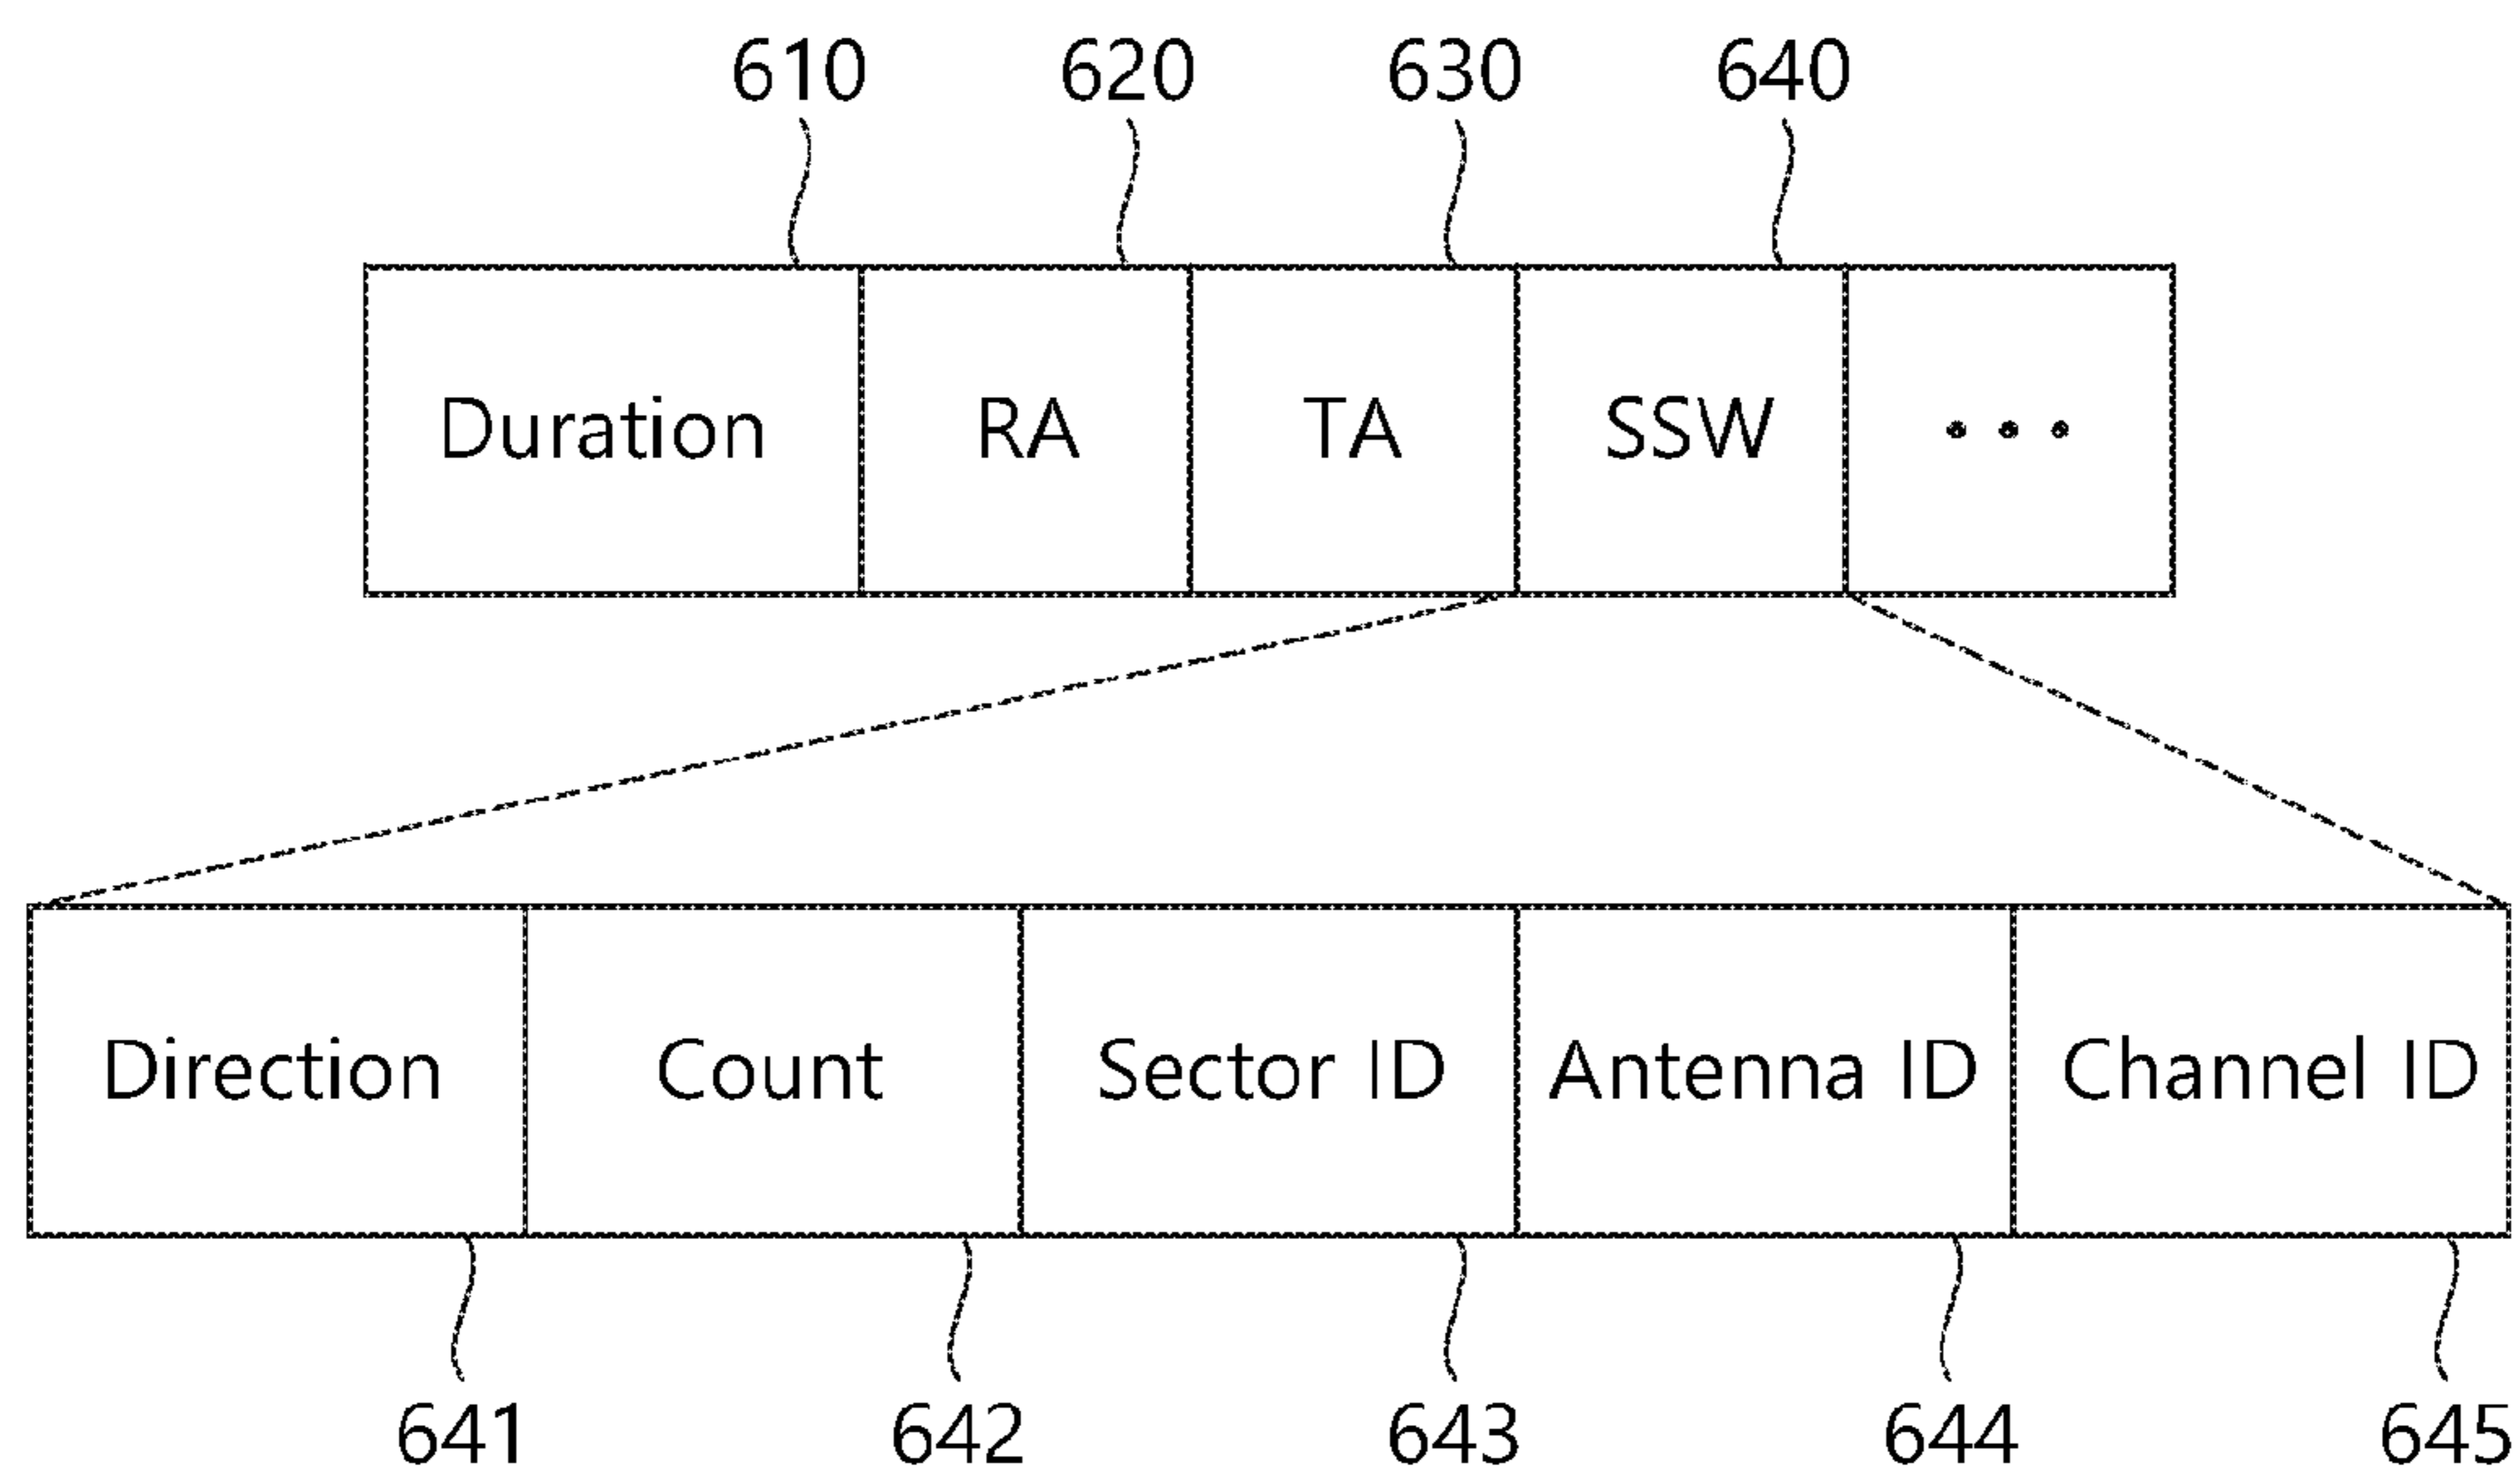 610 620 630 640
Duration RA TA SSW •••
Direction Count Sector ID Antenna ID Channel ID
641 642 643 644 645